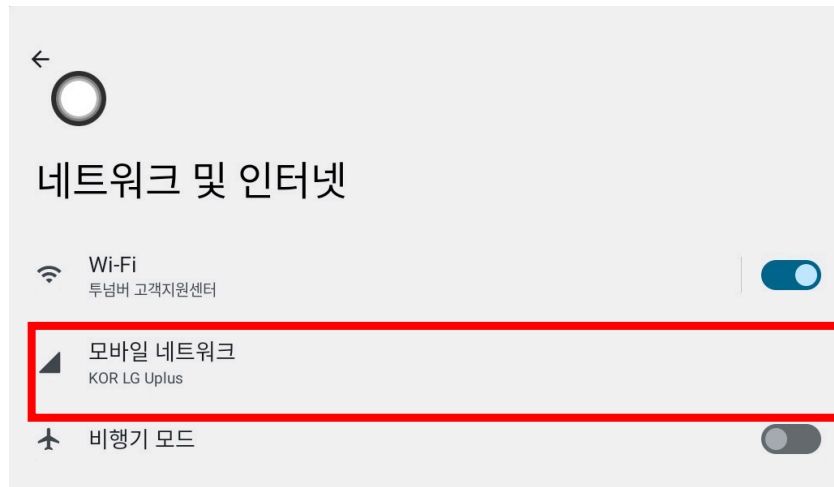 네트워크 및 인터넷
Wi-Fi
투넘버 고객지원센터
모바일 네트워크
KOR LG Uplus
비행기 모드